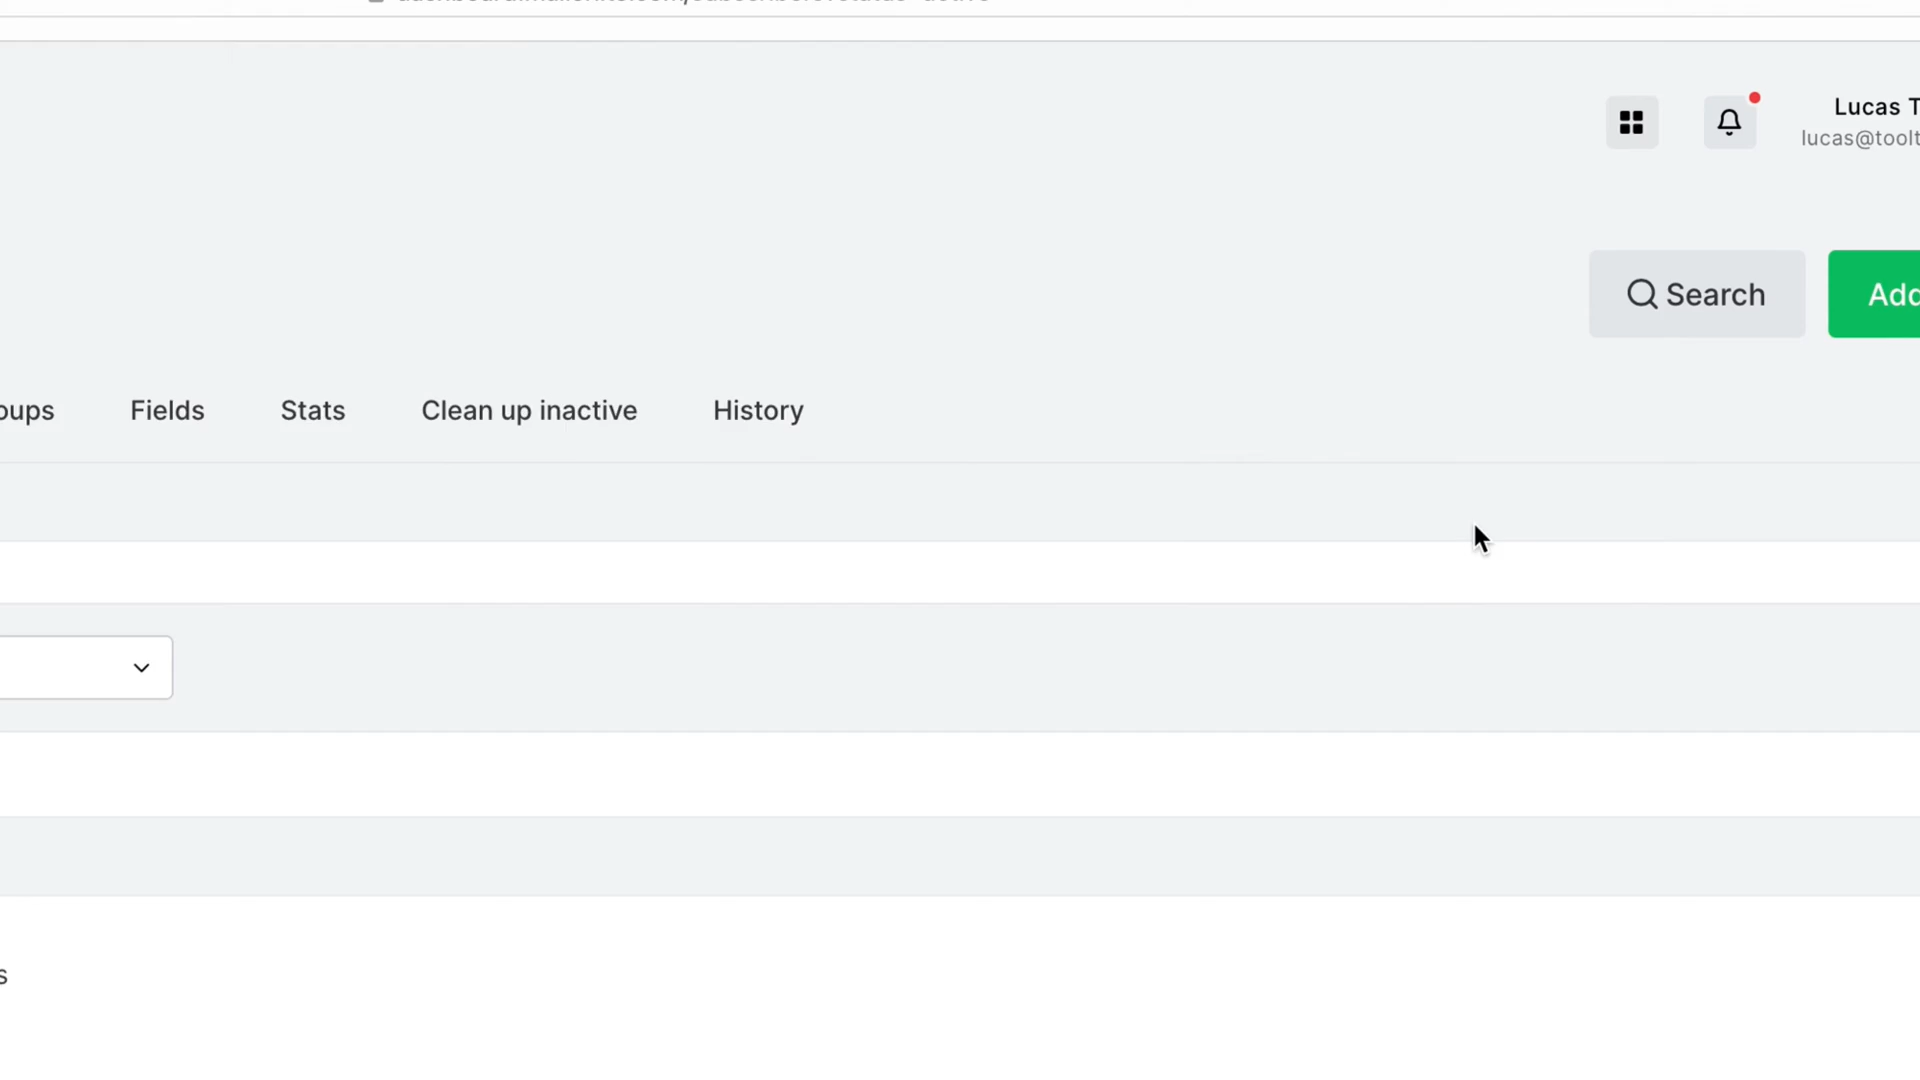 Lucas T
lucas@toolt
Search
Add
oups Fields Stats Clean up inactive History
s